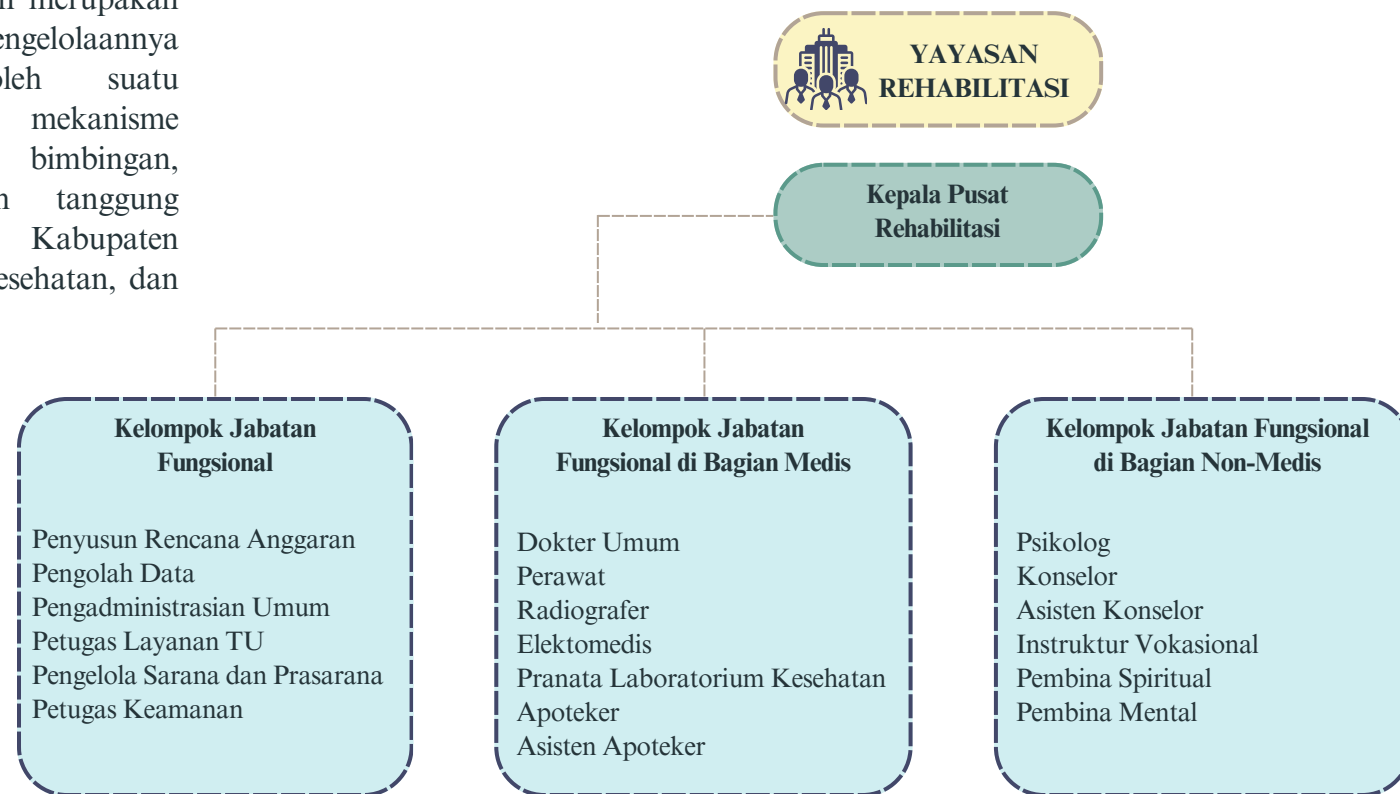 merupakan
suatu
mekanisme
bimbingan,
tanggung
Kabupaten
dan
YAYASAN
REHABILITASI
Kepala Pusat
Rehabilitasi
Kelompok Jabatan
Fungsional
Penyusun Rencana Anggaran
Pengolah Data
Pengadministrasian Umum
Petugas Layanan TU
Pengelola Sarana dan Prasarana
Petugas Keamanan
Kelompok Jabatan
Fungsional di Bagian Medis
Dokter Umum
Perawat
Radiografer
Elektomedis
Pranata Laboratorium Kesehatan
Apoteker
Asisten Apoteker
Kelompok Jabatan Fungsional
di Bagian Non-Medis
Psikolog
Konselor
Asisten Konselor
Instruktur Vokasional
Pembina Spiritual
Pembina Mental